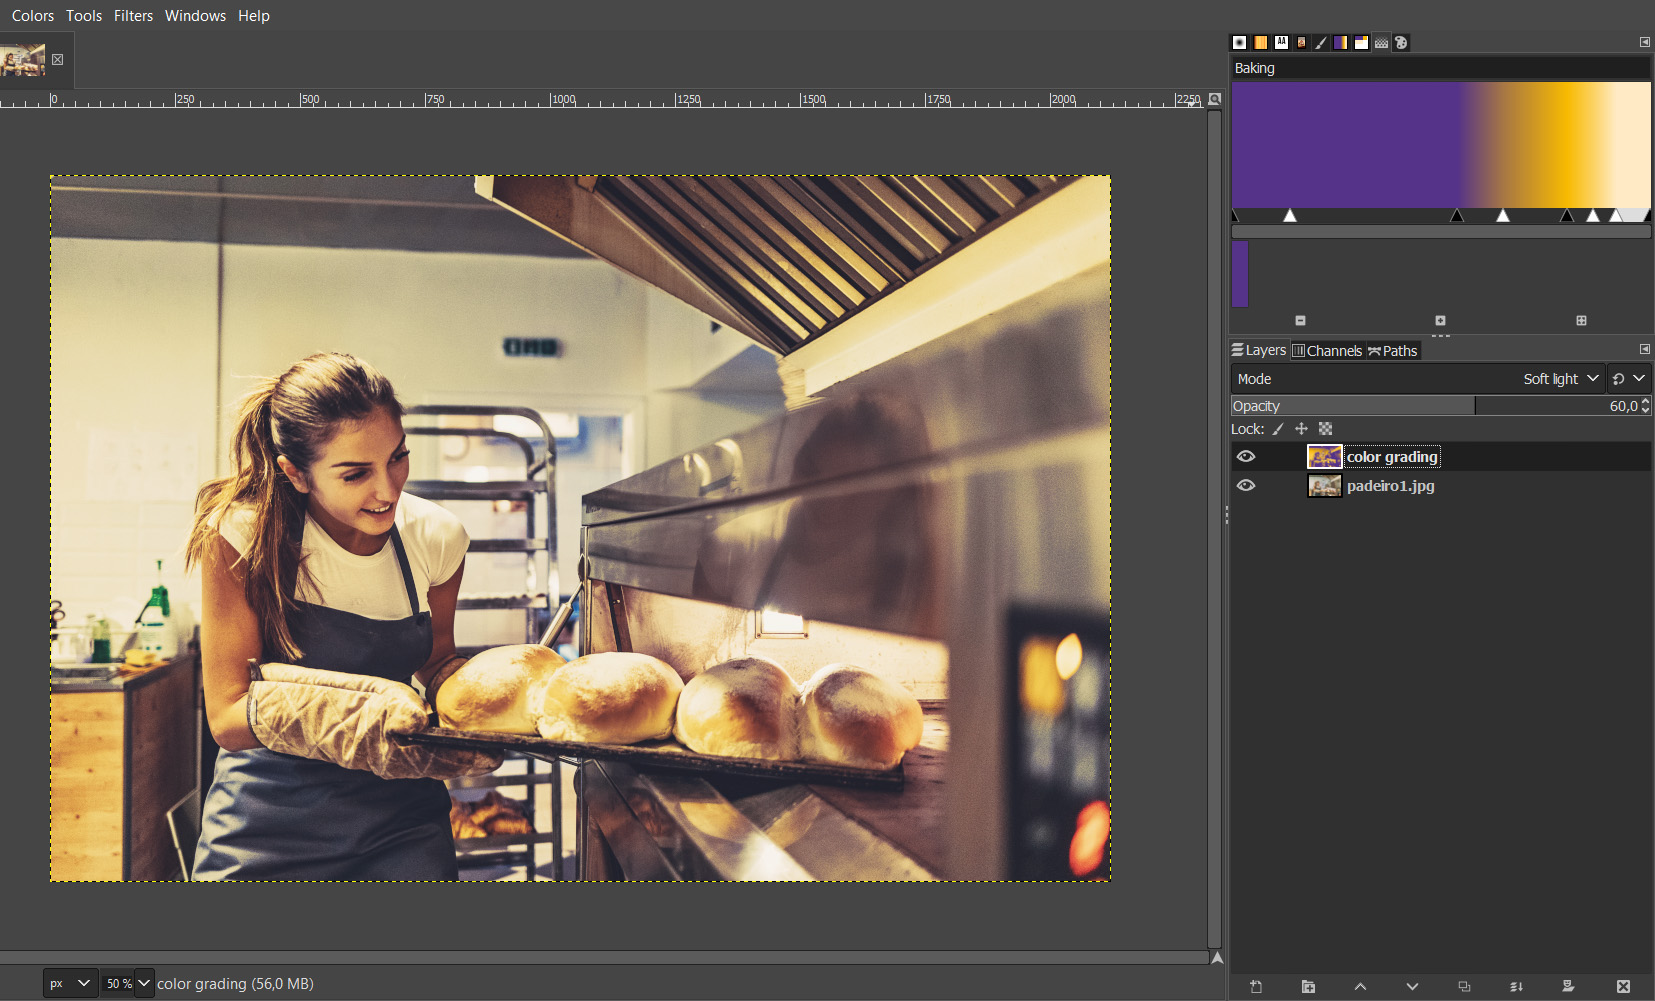 Colors Tools Filters Windows Help
0 250 500 750 1000 1250 1500 1750 2000 2250
AA
Baking
Layers Channels Paths
Mode Soft light
Opacity 60,0
Lock:
color grading
padeiro1.jpg
px 50 % color grading (56,0 MB)